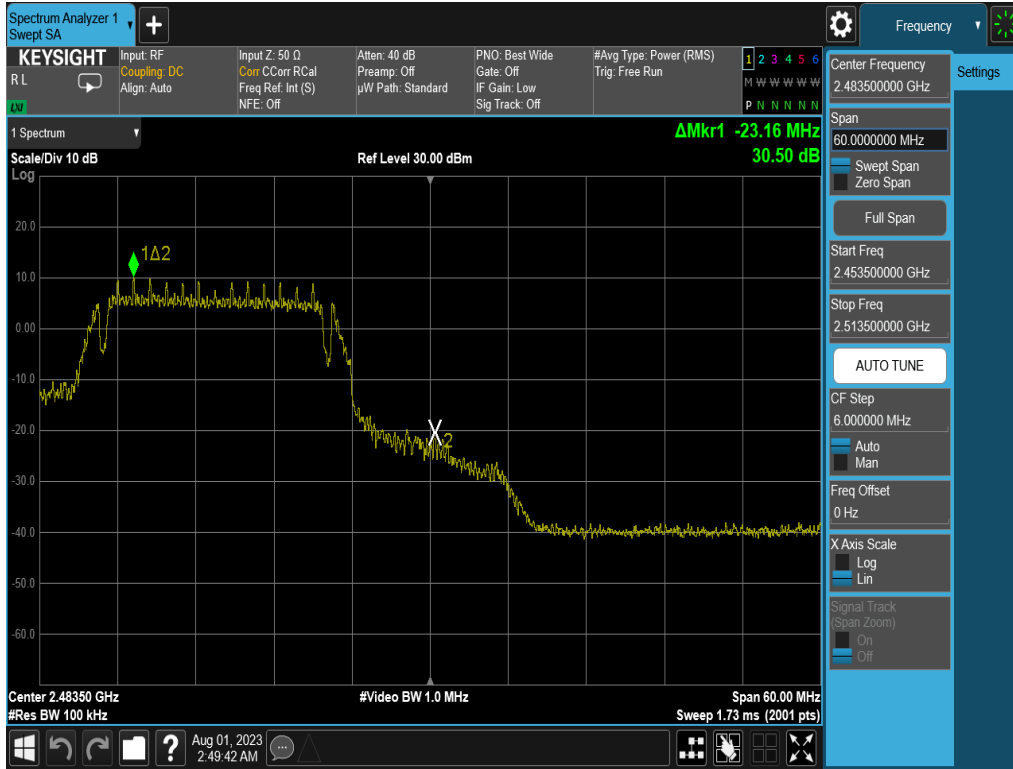 Spectrum Analyzer 1
Swept SA
Frequency
KEYSIGHT
R L
LXI
Input: RF
Coupling: DC
Align: Auto
Input Z: 50 Ω
Corr CCorr RCal
Freq Ref: Int (S)
NFE: Off
Atten: 40 dB
Preamp: Off
µW Path: Standard
PNO: Best Wide
Gate: Off
IF Gain: Low
Sig Track: Off
#Avg Type: Power (RMS)
Trig: Free Run
1 2 3 4 5 6
M W W W W W
P N N N N N
1 Spectrum
ΔMkr1 -23.16 MHz
30.50 dB
Scale/Div 10 dB
Ref Level 30.00 dBm
Log
20.0
10.0
0.00
-10.0
-20.0
-30.0
-40.0
-50.0
-60.0
1Δ2
X2
Center 2.48350 GHz
#Video BW 1.0 MHz
Span 60.00 MHz
#Res BW 100 kHz
Sweep 1.73 ms (2001 pts)
Aug 01, 2023
2:49:42 AM
Center Frequency
2.483500000 GHz
Settings
Span
60.0000000 MHz
Swept Span
Zero Span
Full Span
Start Freq
2.453500000 GHz
Stop Freq
2.513500000 GHz
AUTO TUNE
CF Step
6.000000 MHz
Auto
Man
Freq Offset
0 Hz
X Axis Scale
Log
Lin
Signal Track
(Span Zoom)
On
Off